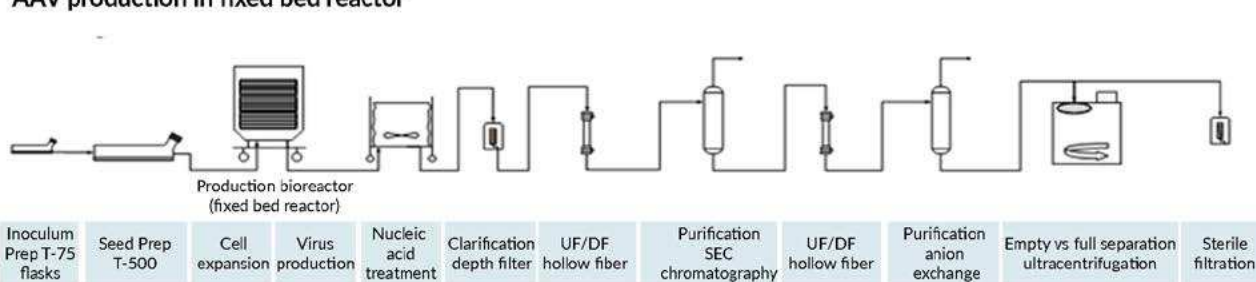 AAV production in fixed bed reactor
Production bioreactor
(fixed bed reactor)
Inoculum
Prep T-75
flasks
Seed Prep
T-500
Cell
expansion
Virus
production
Nucleic
acid
treatment
Clarification
depth filter
UF/DF
hollow fiber
Purification
SEC
chromatography
UF/DF
hollow fiber
Purification
anion
exchange
Empty vs full separation
ultracentrifugation
Sterile
filtration